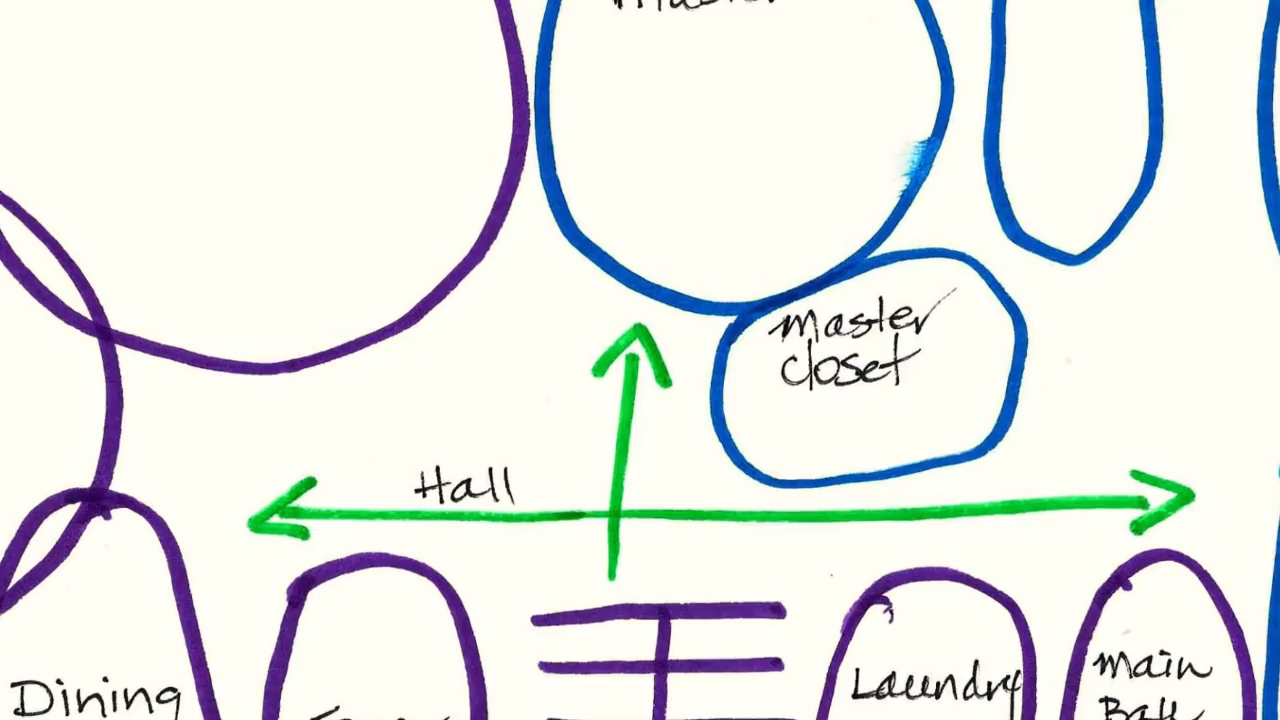 master
closet
Hall
Dining
Laundry
main